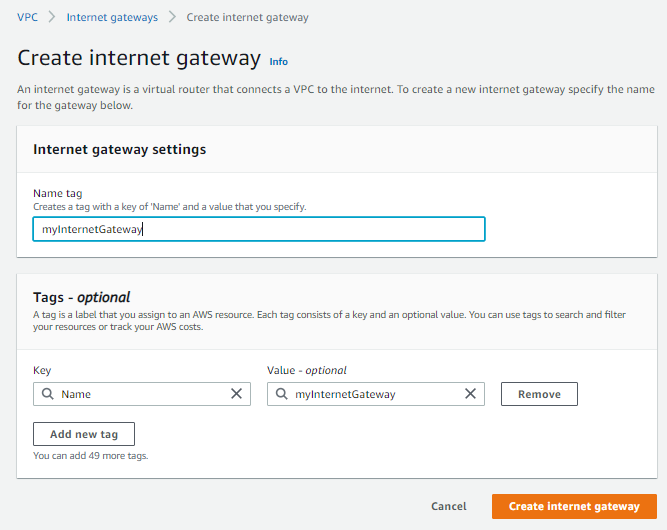 VPC > Internet gateways > Create internet gateway
Create internet gateway Info
An internet gateway is a virtual router that connects a VPC to the internet. To create a new internet gateway specify the name
for the gateway below.
Internet gateway settings
Name tag
Creates a tag with a key of 'Name' and a value that you specify.
myInternetGateway
Tags - optional
A tag is a label that you assign to an AWS resource. Each tag consists of a key and an optional value. You can use tags to search and filter
your resources or track your AWS costs.
Key Value - optional
Name myInternetGateway Remove
Add new tag
You can add 49 more tags.
Cancel Create internet gateway